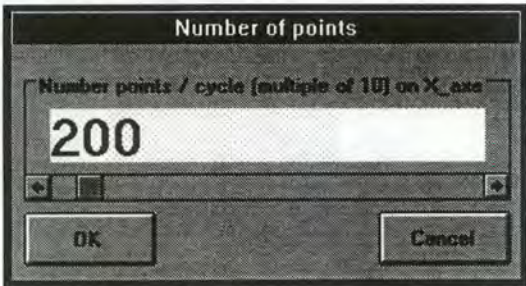 Number of points
Number points / cycle (multiple of 10) on X_axe
200
OK
Cancel